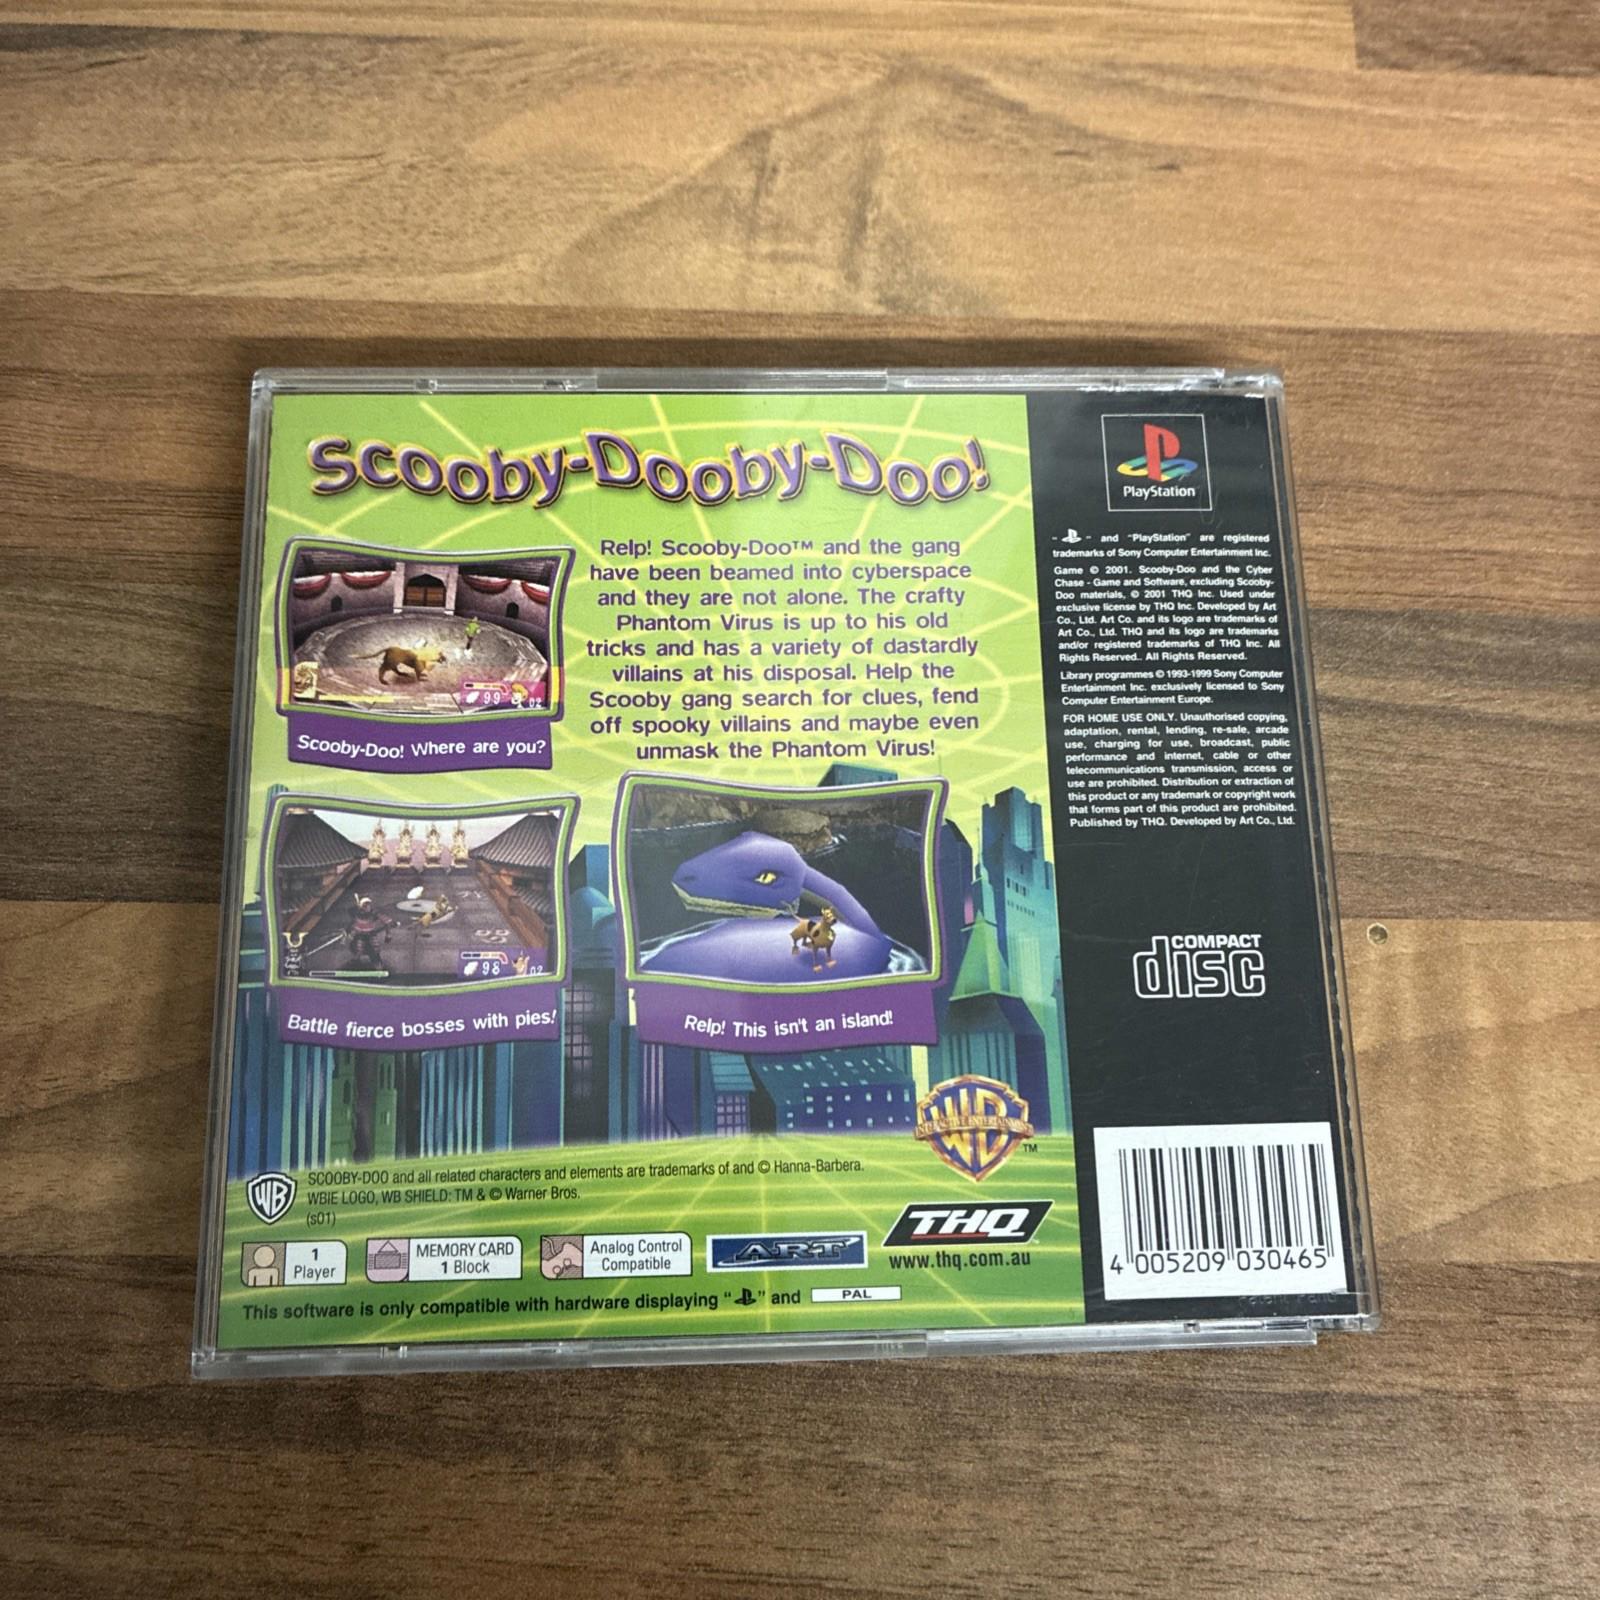 Scooby-Dooby-Doo!
Relp! Scooby-Doo™ and the gang
have been beamed into cyberspace
and they are not alone. The crafty
Phantom Virus is up to his old
tricks and has a variety of dastardly
villains at his disposal. Help the
Scooby gang search for clues, fend
off spooky villains and maybe even
unmask the Phantom Virus!
99
02
Scooby-Doo! Where are you?
98
02
Battle fierce bosses with pies!
Relp! This isn't an island!
WB
INTERACTIVE ENTERTAINMENT
TM
WB
SCOOBY-DOO and all related characters and elements are trademarks of and © Hanna-Barbera.
WBIE LOGO, WB SHIELD: TM & © Warner Bros.
(s01)
1
Player
MEMORY CARD
1 Block
Analog Control
Compatible
ART
THQ
www.thq.com.au
This software is only compatible with hardware displaying " " and PAL
PlayStation
" " and "PlayStation" are registered
trademarks of Sony Computer Entertainment Inc.
Game © 2001. Scooby-Doo and the Cyber
Chase - Game and Software, excluding Scooby-
Doo materials, © 2001 THQ Inc. Used under
exclusive license by THQ Inc. Developed by Art
Co., Ltd. Art Co. and its logo are trademarks of
Art Co., Ltd. THQ and its logo are trademarks
and/or registered trademarks of THQ Inc. All
Rights Reserved.. All Rights Reserved.
Library programmes © 1993-1999 Sony Computer
Entertainment Inc. exclusively licensed to Sony
Computer Entertainment Europe.
FOR HOME USE ONLY. Unauthorised copying,
adaptation, rental, lending, re-sale, arcade
use, charging for use, broadcast, public
performance and internet, cable or other
telecommunications transmission, access or
use are prohibited. Distribution or extraction of
this product or any trademark or copyright work
that forms part of this product are prohibited.
Published by THQ. Developed by Art Co., Ltd.
COMPACT
disc
4 005209 030465